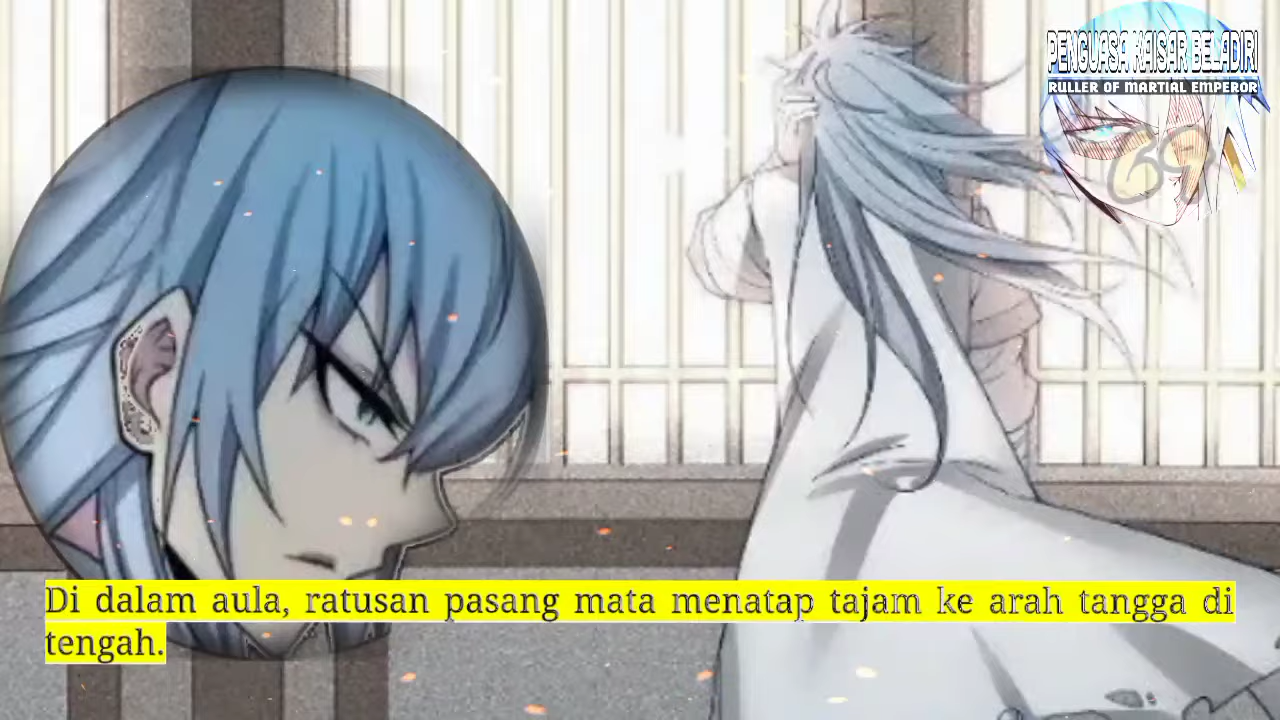 PENGUASA KAISAR BELADIRI
RULLER OF MARTIAL EMPEROR
69
Di dalam aula, ratusan pasang mata menatap tajam ke arah tangga di
tengah.